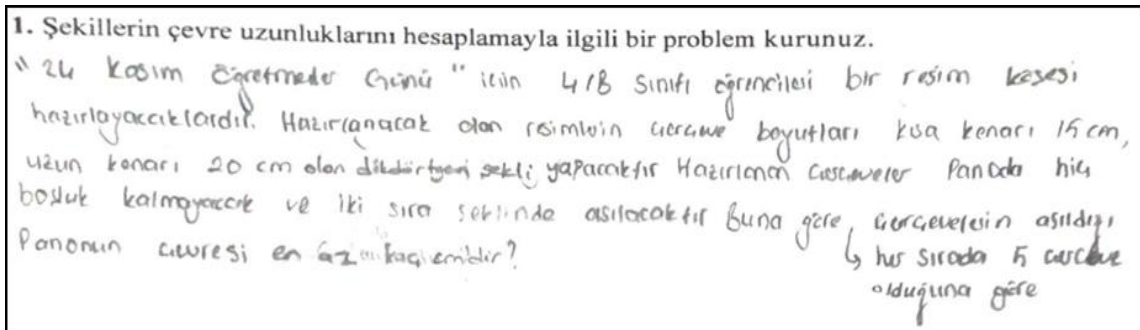 1. Şekillerin çevre uzunluklarını hesaplamayla ilgili bir problem kurunuz.
"24 Kasım Öğretmeler Günü" için 4/B sınıfı öğrencileri bir resim köşesi
hazırlayacaklardır. Hazırlanacak olan resimlerin çerçeve boyutları kısa kenarı 15 cm,
uzun kenarı 20 cm olan dikdörtgen şekli yapacaktır Hazırlanan çerçeveler Panoda hiç
boşluk kalmayacak ve iki sıra şeklinde asılacaktır Buna göre, çerçevelerin asıldığı
Panonun çevresi en az kaç cm'dir?
↳ her sırada 5 çerçeve
olduğuna göre